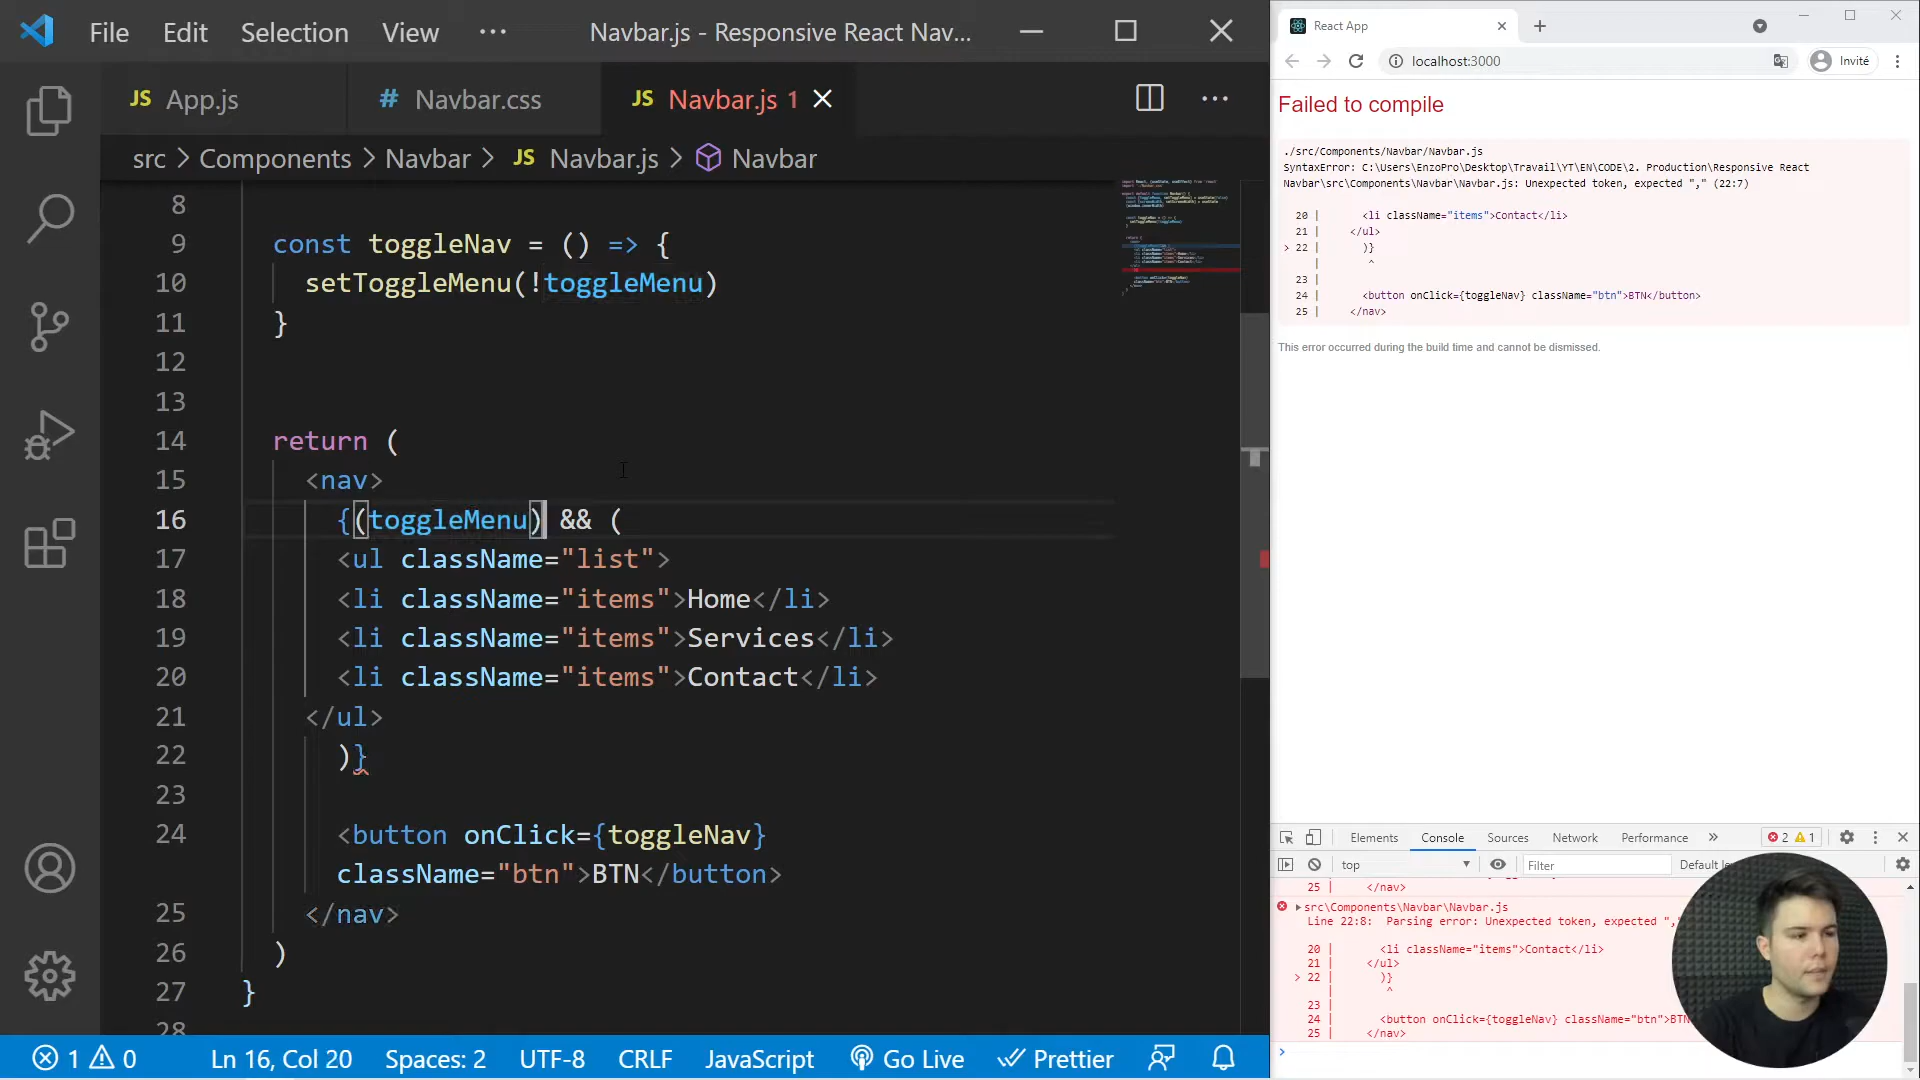 File Edit Selection View ··· Navbar.js - Responsive React Nav...
JS App.js # Navbar.css JS Navbar.js 1
src > Components > Navbar > JS Navbar.js > Navbar
8
9 const toggleNav = () => {
10 setToggleMenu(!toggleMenu)
11 }
12
13
14 return (
15 <nav>
16 {(toggleMenu) && (
17 <ul className="list">
18 <li className="items">Home</li>
19 <li className="items">Services</li>
20 <li className="items">Contact</li>
21 </ul>
22 )}
23
24 <button onClick={toggleNav}
className="btn">BTN</button>
25 </nav>
26 )
27 }
28
1 0 Ln 16, Col 20 Spaces: 2 UTF-8 CRLF JavaScript Go Live Prettier
React App
localhost:3000 Invité
Failed to compile
./src/Components/Navbar/Navbar.js
SyntaxError: C:\Users\EnzoPro\Desktop\Travail\YT\EN\CODE\2. Production\Responsive React
Navbar\src\Components\Navbar\Navbar.js: Unexpected token, expected "," (22:7)
20 | <li className="items">Contact</li>
21 | </ul>
> 22 | )}
| ^
23 |
24 | <button onClick={toggleNav} className="btn">BTN</button>
25 | </nav>
This error occurred during the build time and cannot be dismissed.
Elements Console Sources Network Performance » 2 1
top Filter Default
25 | </nav>
src\Components\Navbar\Navbar.js
Line 22:8: Parsing error: Unexpected token, expected ","
20 | <li className="items">Contact</li>
21 | </ul>
> 22 | )}
| ^
23 |
24 | <button onClick={toggleNav} className="btn">BTN
25 | </nav>
>